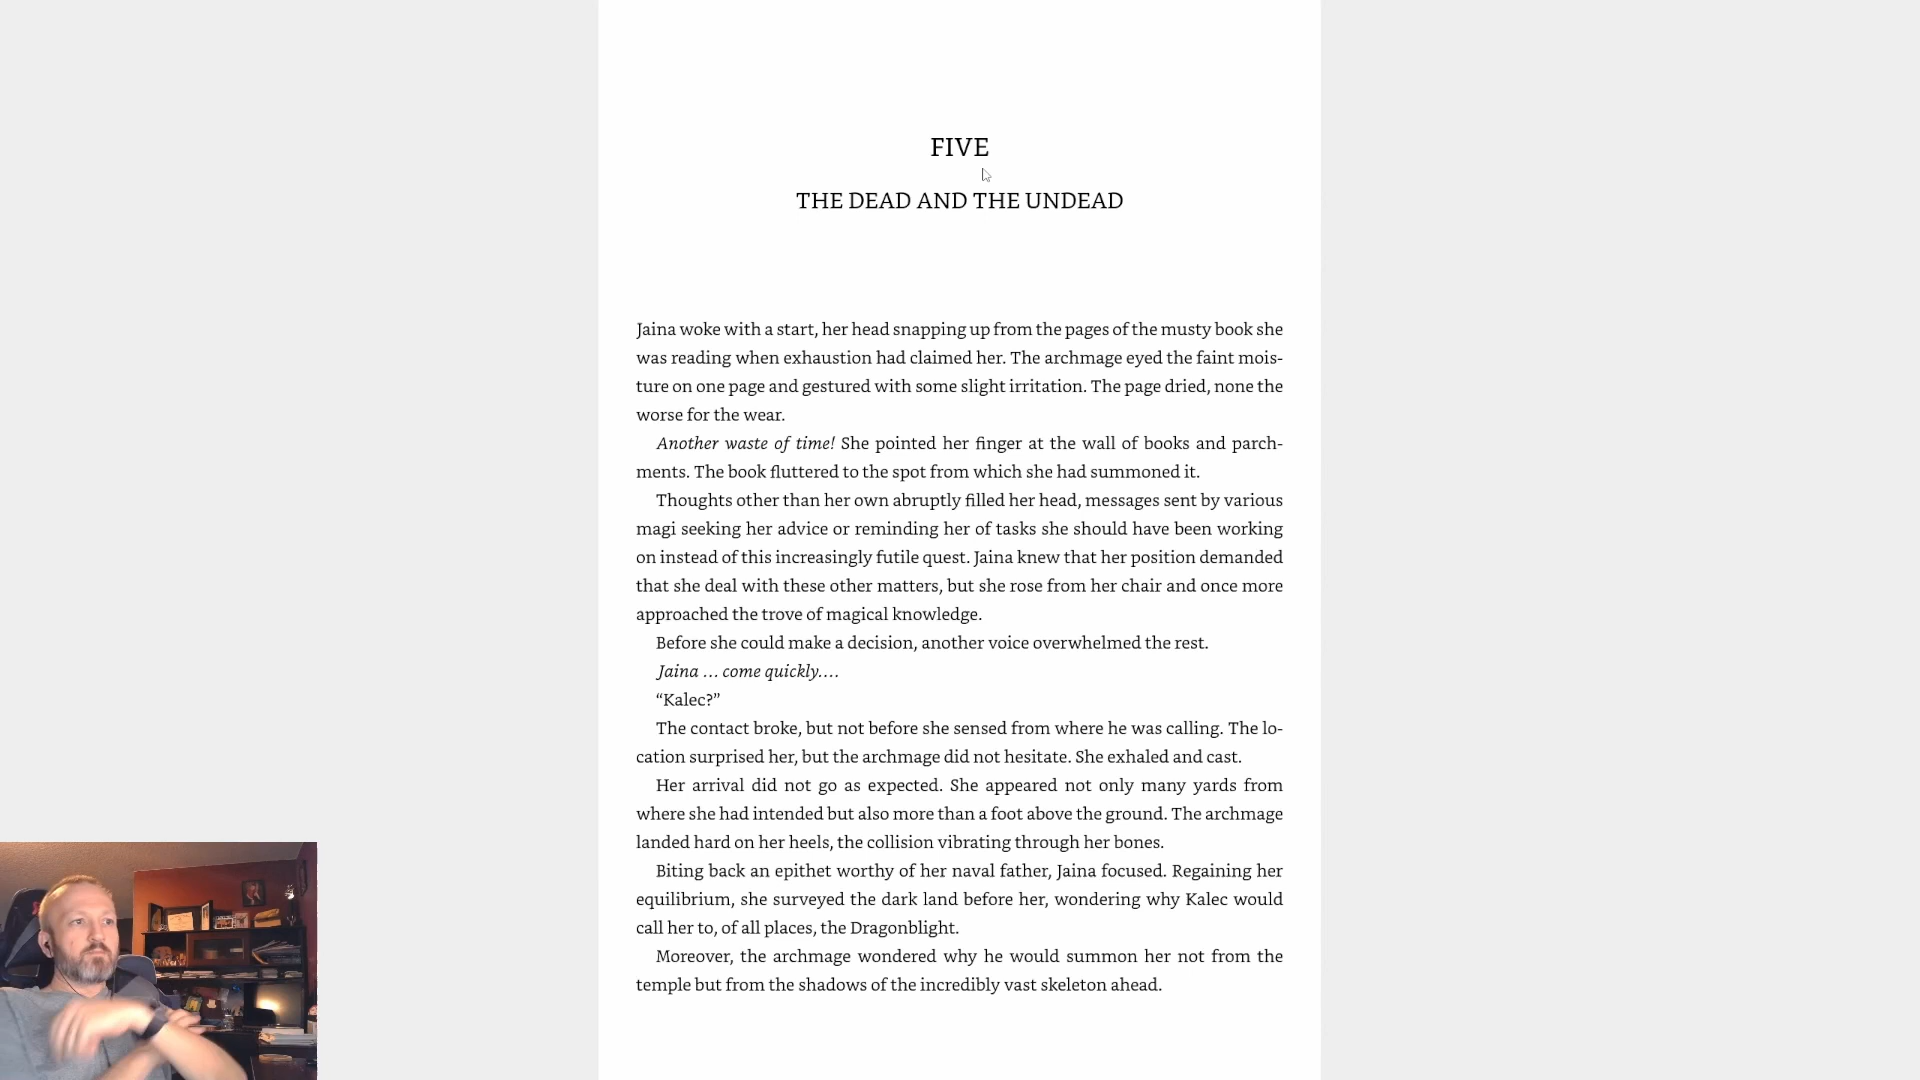 FIVE
THE DEAD AND THE UNDEAD
Jaina woke with a start, her head snapping up from the pages of the musty book she
was reading when exhaustion had claimed her. The archmage eyed the faint mois-
ture on one page and gestured with some slight irritation. The page dried, none the
worse for the wear.
Another waste of time! She pointed her finger at the wall of books and parch-
ments. The book fluttered to the spot from which she had summoned it.
Thoughts other than her own abruptly filled her head, messages sent by various
magi seeking her advice or reminding her of tasks she should have been working
on instead of this increasingly futile quest. Jaina knew that her position demanded
that she deal with these other matters, but she rose from her chair and once more
approached the trove of magical knowledge.
Before she could make a decision, another voice overwhelmed the rest.
Jaina … come quickly.…
“Kalec?”
The contact broke, but not before she sensed from where he was calling. The lo-
cation surprised her, but the archmage did not hesitate. She exhaled and cast.
Her arrival did not go as expected. She appeared not only many yards from
where she had intended but also more than a foot above the ground. The archmage
landed hard on her heels, the collision vibrating through her bones.
Biting back an epithet worthy of her naval father, Jaina focused. Regaining her
equilibrium, she surveyed the dark land before her, wondering why Kalec would
call her to, of all places, the Dragonblight.
Moreover, the archmage wondered why he would summon her not from the
temple but from the shadows of the incredibly vast skeleton ahead.